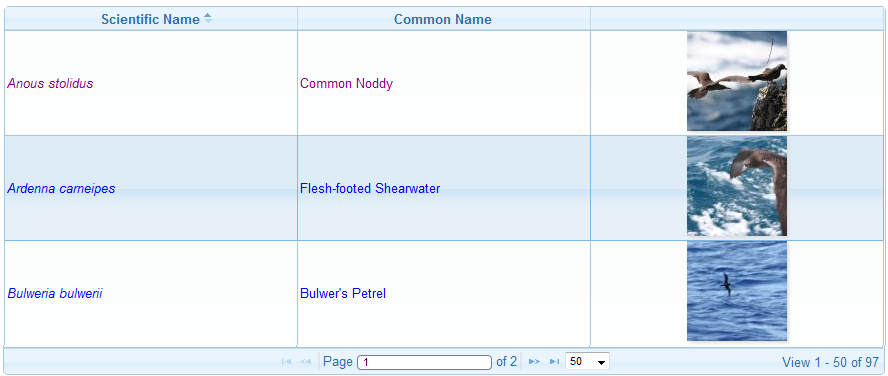 Scientific Name Common Name
Anous stolidus Common Noddy
Ardenna carneipes Flesh-footed Shearwater
Bulweria bulwerii Bulwer's Petrel
Page 1 of 2 50 View 1 - 50 of 97